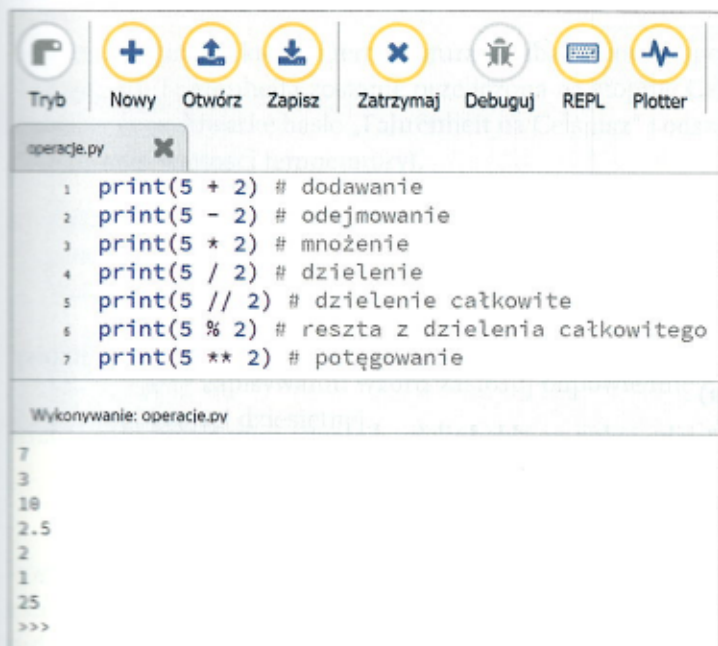 Tryb Nowy Otwórz Zapisz Zatrzymaj Debuguj REPL Plotter
operacje.py
1 print(5 + 2) # dodawanie
2 print(5 - 2) # odejmowanie
3 print(5 * 2) # mnożenie
4 print(5 / 2) # dzielenie
5 print(5 // 2) # dzielenie całkowite
6 print(5 % 2) # reszta z dzielenia całkowitego
7 print(5 ** 2) # potęgowanie
Wykonywanie: operacje.py
7
3
10
2.5
2
1
25
>>>